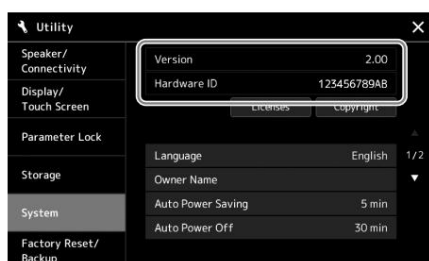 Utility
Speaker/
Connectivity
Display/
Touch Screen
Parameter Lock
Storage
System
Factory Reset/
Backup
Version 2.00
Hardware ID 123456789AB
Licenses Copyright
Language English
1/2
Owner Name
Auto Power Saving 5 min
Auto Power Off 30 min